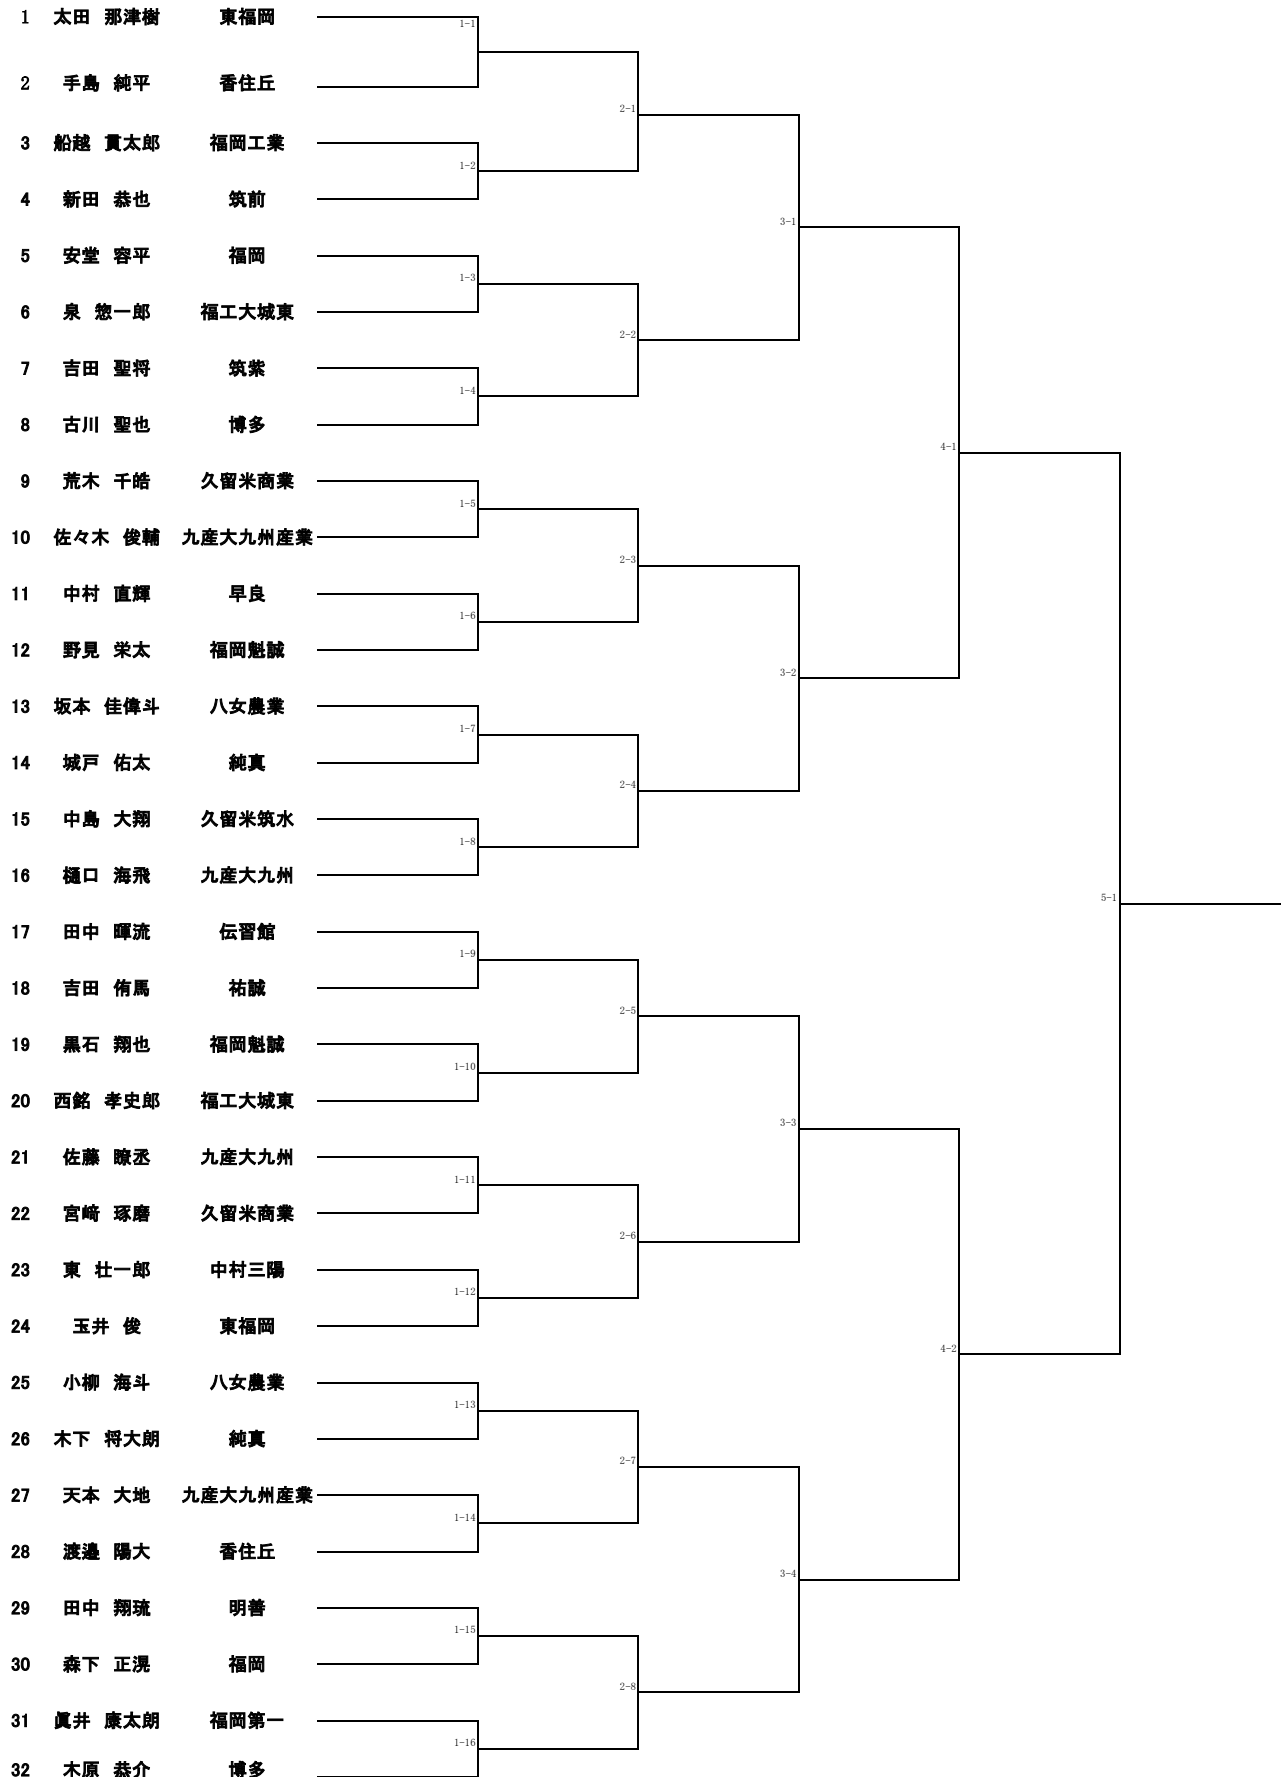 1 太田 那津樹 東福岡
1-1
2 手島 純平 香住丘
2-1
3 船越 貫太郎 福岡工業
1-2
4 新田 恭也 筑前
3-1
5 安堂 容平 福岡
1-3
6 泉 惣一郎 福工大城東
2-2
7 吉田 聖将 筑紫
1-4
8 古川 聖也 博多
4-1
9 荒木 千皓 久留米商業
1-5
10 佐々木 俊輔 九産大九州産業
2-3
11 中村 直輝 早良
1-6
12 野見 栄太 福岡魁誠
3-2
13 坂本 佳偉斗 八女農業
1-7
14 城戸 佑太 純真
2-4
15 中島 大翔 久留米筑水
1-8
16 樋口 海飛 九産大九州
5-1
17 田中 暉流 伝習館
1-9
18 吉田 侑馬 祐誠
2-5
19 黒石 翔也 福岡魁誠
1-10
20 西銘 孝史郎 福工大城東
3-3
21 佐藤 瞭丞 九産大九州
1-11
22 宮﨑 琢磨 久留米商業
2-6
23 東 壮一郎 中村三陽
1-12
24 玉井 俊 東福岡
4-2
25 小柳 海斗 八女農業
1-13
26 木下 将大朗 純真
2-7
27 天本 大地 九産大九州産業
1-14
28 渡邉 陽大 香住丘
3-4
29 田中 翔琉 明善
1-15
30 森下 正滉 福岡
2-8
31 眞井 康太朗 福岡第一
1-16
32 木原 恭介 博多